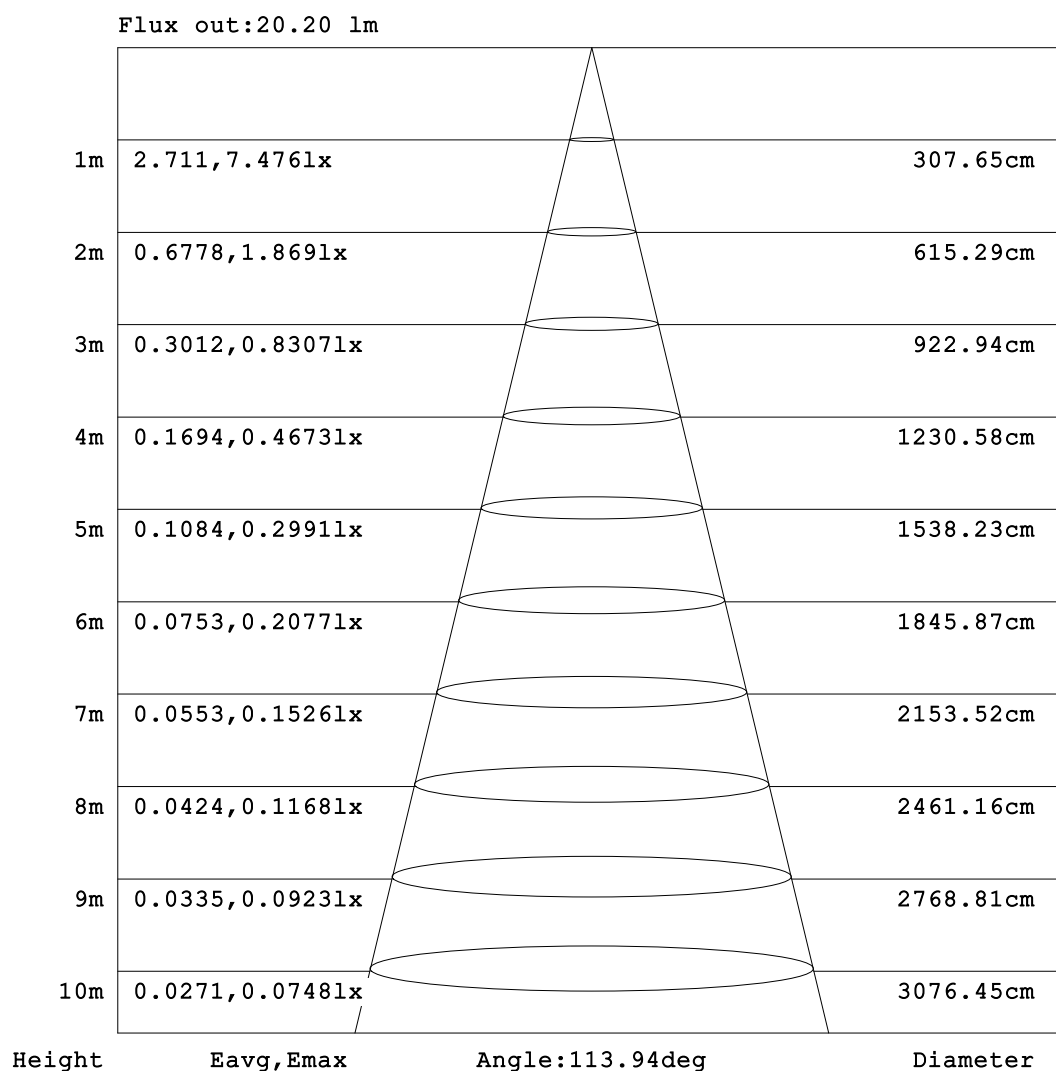 Flux out:20.20 lm
1m 2.711,7.476lx 307.65cm
2m 0.6778,1.869lx 615.29cm
3m 0.3012,0.8307lx 922.94cm
4m 0.1694,0.4673lx 1230.58cm
5m 0.1084,0.2991lx 1538.23cm
6m 0.0753,0.2077lx 1845.87cm
7m 0.0553,0.1526lx 2153.52cm
8m 0.0424,0.1168lx 2461.16cm
9m 0.0335,0.0923lx 2768.81cm
10m 0.0271,0.0748lx 3076.45cm
Height Eavg,Emax Angle:113.94deg Diameter